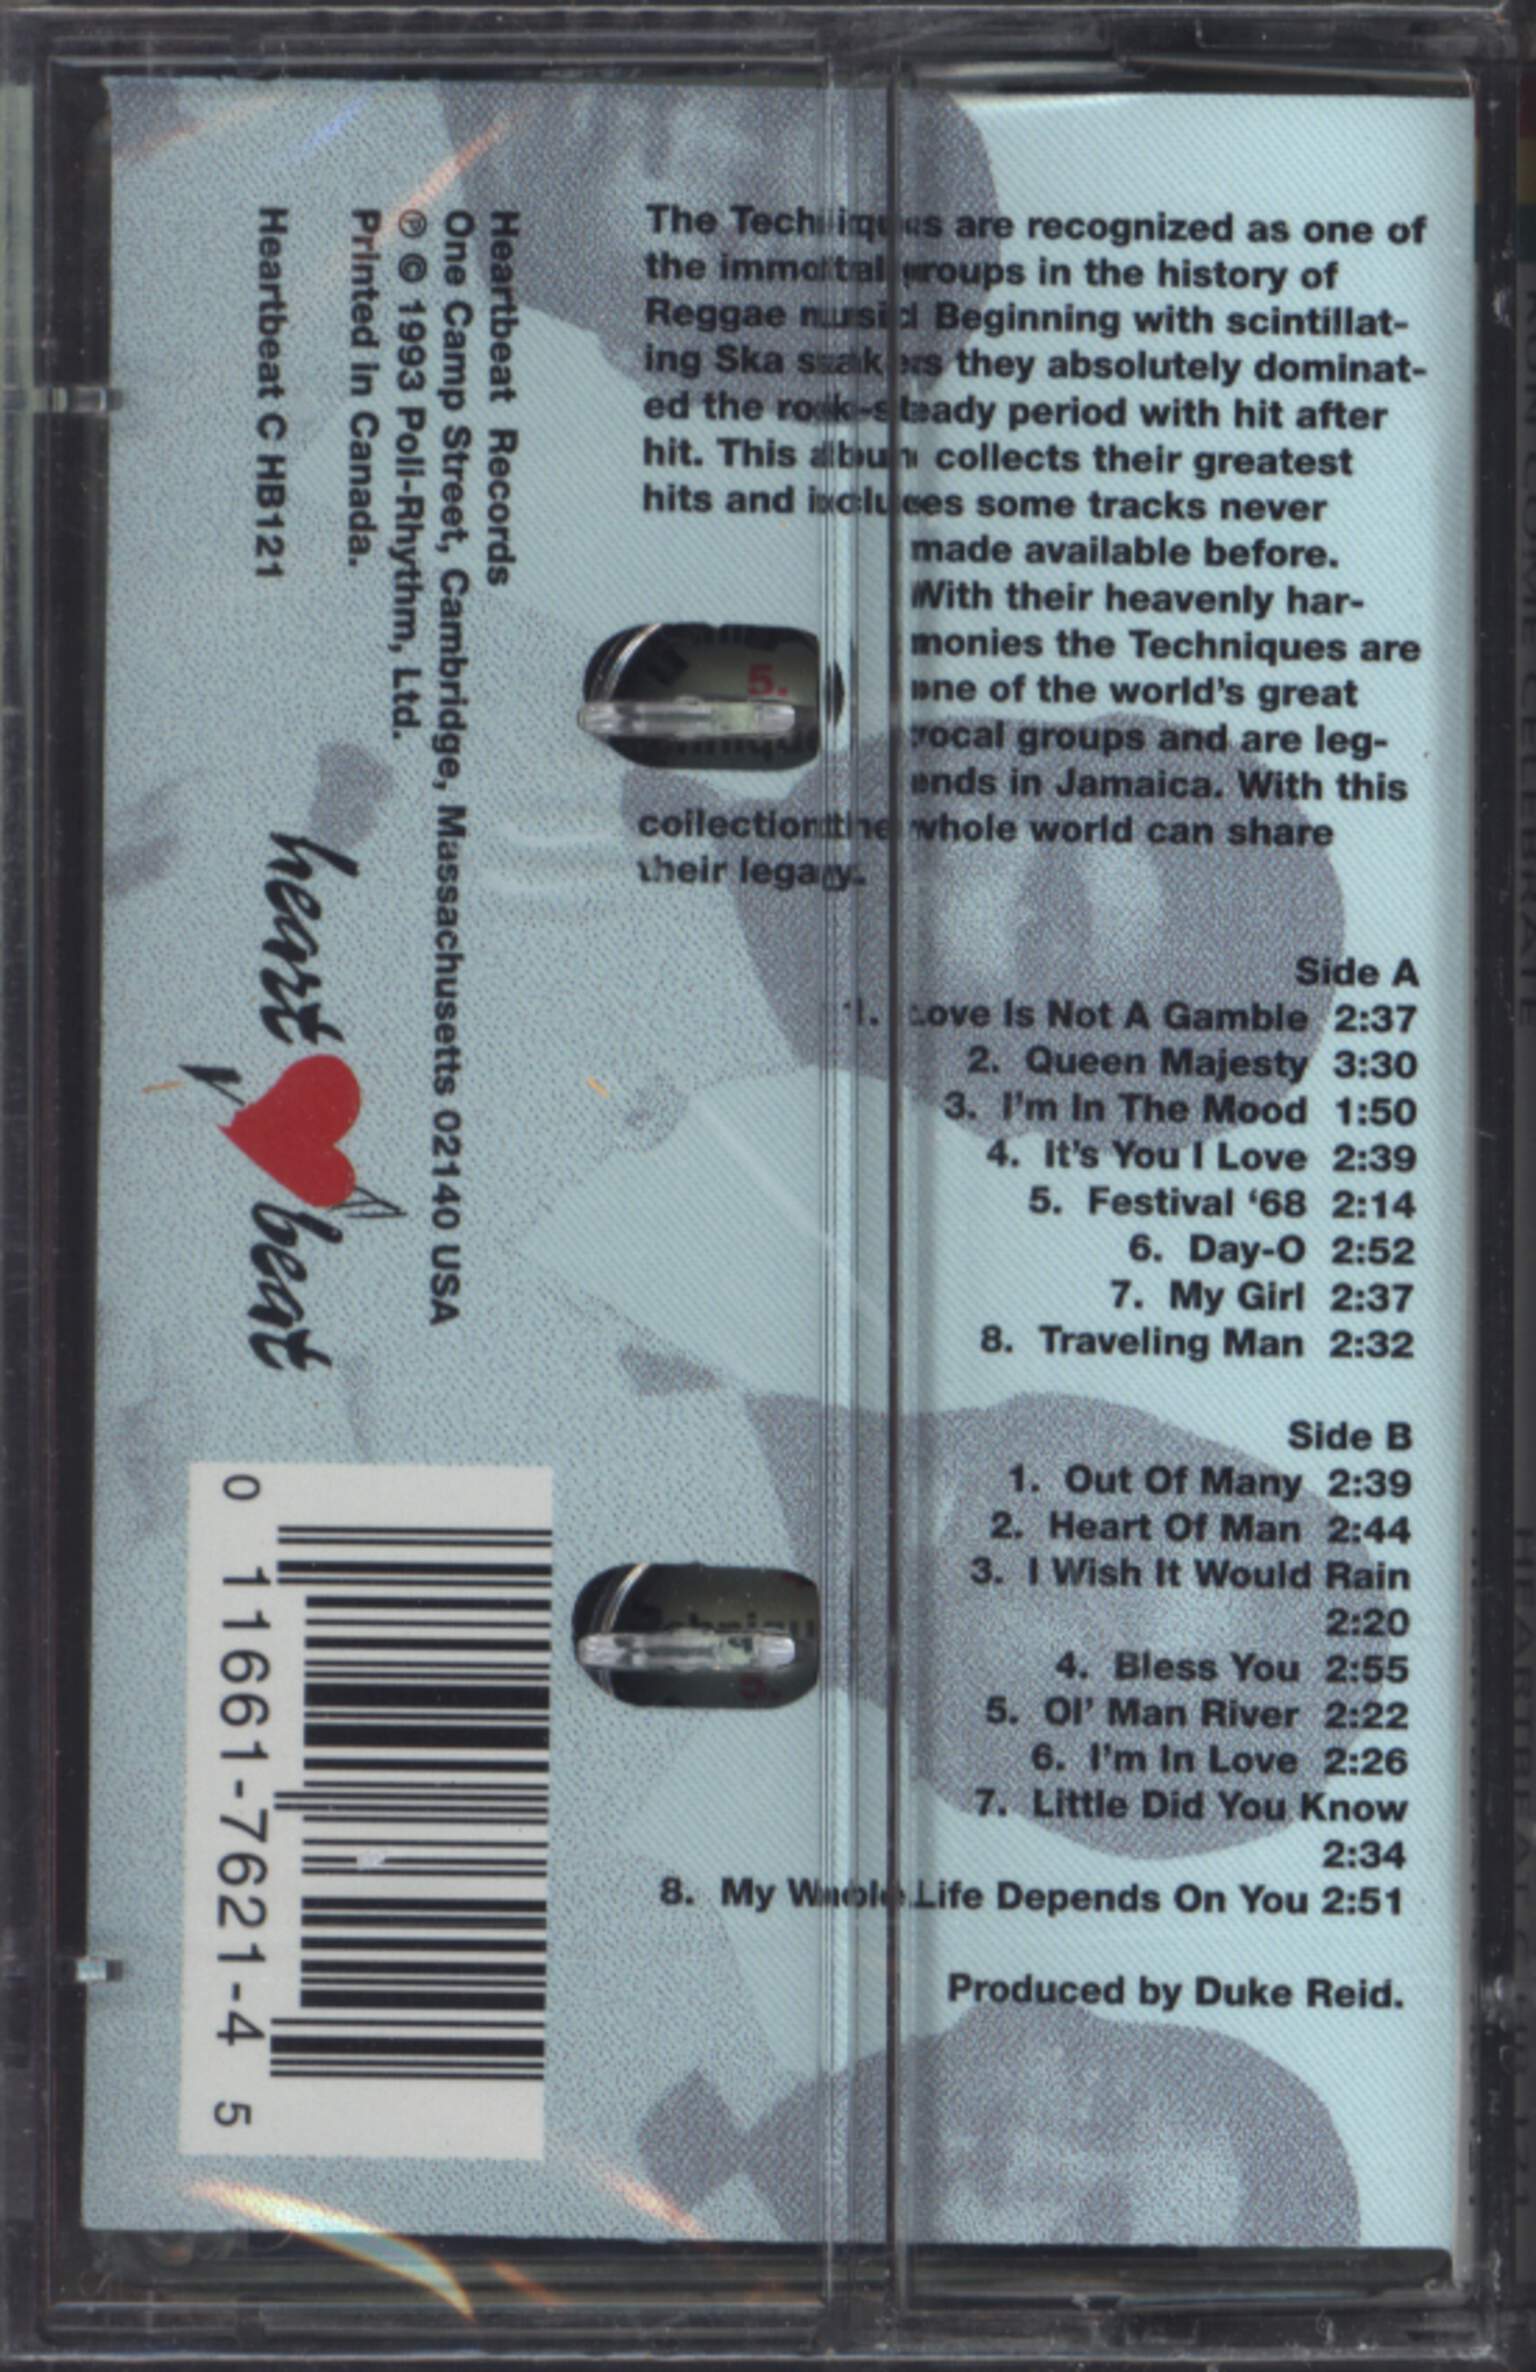 The Techniques are recognized as one of
the immortal groups in the history of
Reggae music! Beginning with scintillat-
ing Ska skakers they absolutely dominat-
ed the rock-steady period with hit after
hit. This album collects their greatest
hits and includes some tracks never
made available before.
With their heavenly har-
monies the Techniques are
one of the world's great
vocal groups and are leg-
ends in Jamaica. With this
collection the whole world can share
their legacy.
Side A
1. Love Is Not A Gamble 2:37
2. Queen Majesty 3:30
3. I'm In The Mood 1:50
4. It's You I Love 2:39
5. Festival '68 2:14
6. Day-O 2:52
7. My Girl 2:37
8. Traveling Man 2:32
Side B
1. Out Of Many 2:39
2. Heart Of Man 2:44
3. I Wish It Would Rain
2:20
4. Bless You 2:55
5. Ol' Man River 2:22
6. I'm In Love 2:26
7. Little Did You Know
2:34
8. My Whole Life Depends On You 2:51
Produced by Duke Reid.
Heartbeat Records
One Camp Street, Cambridge, Massachusetts 02140 USA
℗ © 1993 Poli-Rhythm, Ltd.
Printed in Canada.
Heartbeat C HB121
heart beat
0 11661-7621-4 5
5.